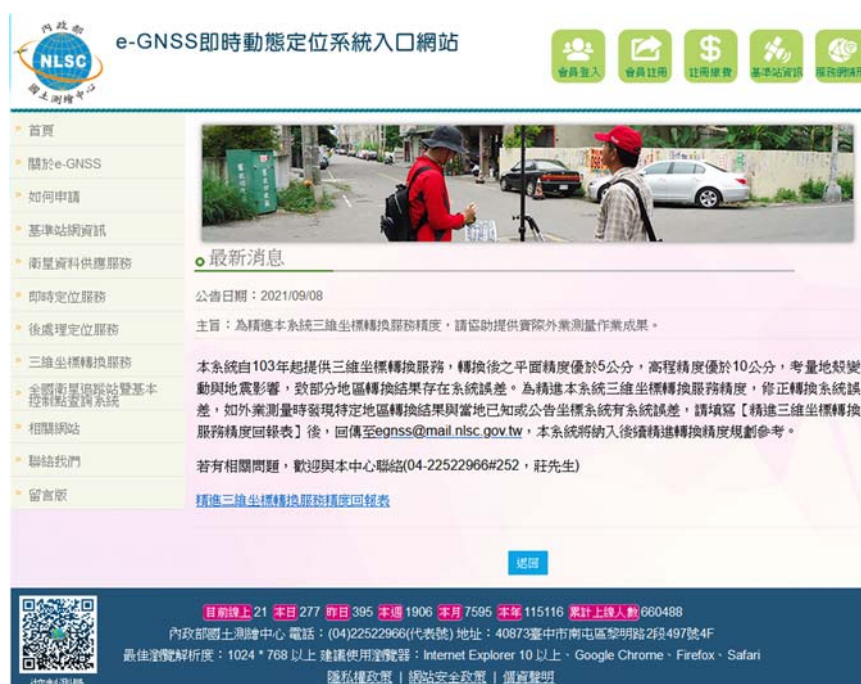 內政部
NLSC
國土測繪中心
e-GNSS即時動態定位系統入口網站
會員登入
會員註冊
註冊繳費
基準站資訊
服務網情形
首頁
關於e-GNSS
如何申請
基準站網資訊
衛星資料供應服務
即時定位服務
後處理定位服務
三維坐標轉換服務
全國衛星追蹤站暨基本
控制點查詢系統
相關網站
聯絡我們
留言版
最新消息
公告日期：2021/09/08
主旨：為精進本系統三維坐標轉換服務精度，請協助提供實際外業測量作業成果。
本系統自103年起提供三維坐標轉換服務，轉換後之平面精度優於5公分，高程精度優於10公分，考量地殼變
動與地震影響，致部分地區轉換結果存在系統誤差。為精進本系統三維坐標轉換服務精度，修正轉換系統誤
差，如外業測量時發現特定地區轉換結果與當地已知或公告坐標系統有系統誤差，請填寫【精進三維坐標轉換
服務精度回報表】後，回傳至egnss@mail.nlsc.gov.tw，本系統將納入後續精進轉換精度規劃參考。
若有相關問題，歡迎與本中心聯絡(04-22522966#252，莊先生)
精進三維坐標轉換服務精度回報表
返回
目前線上 21 本日 277 昨日 395 本週 1906 本月 7595 本年 115116 累計上線人數 660488
內政部國土測繪中心 電話：(04)22522966(代表號) 地址：40873臺中市南屯區黎明路2段497號4F
最佳瀏覽解析度：1024 * 768 以上 建議使用瀏覽器：Internet Explorer 10 以上、Google Chrome、Firefox、Safari
隱私權政策 | 網站安全政策 | 個資聲明